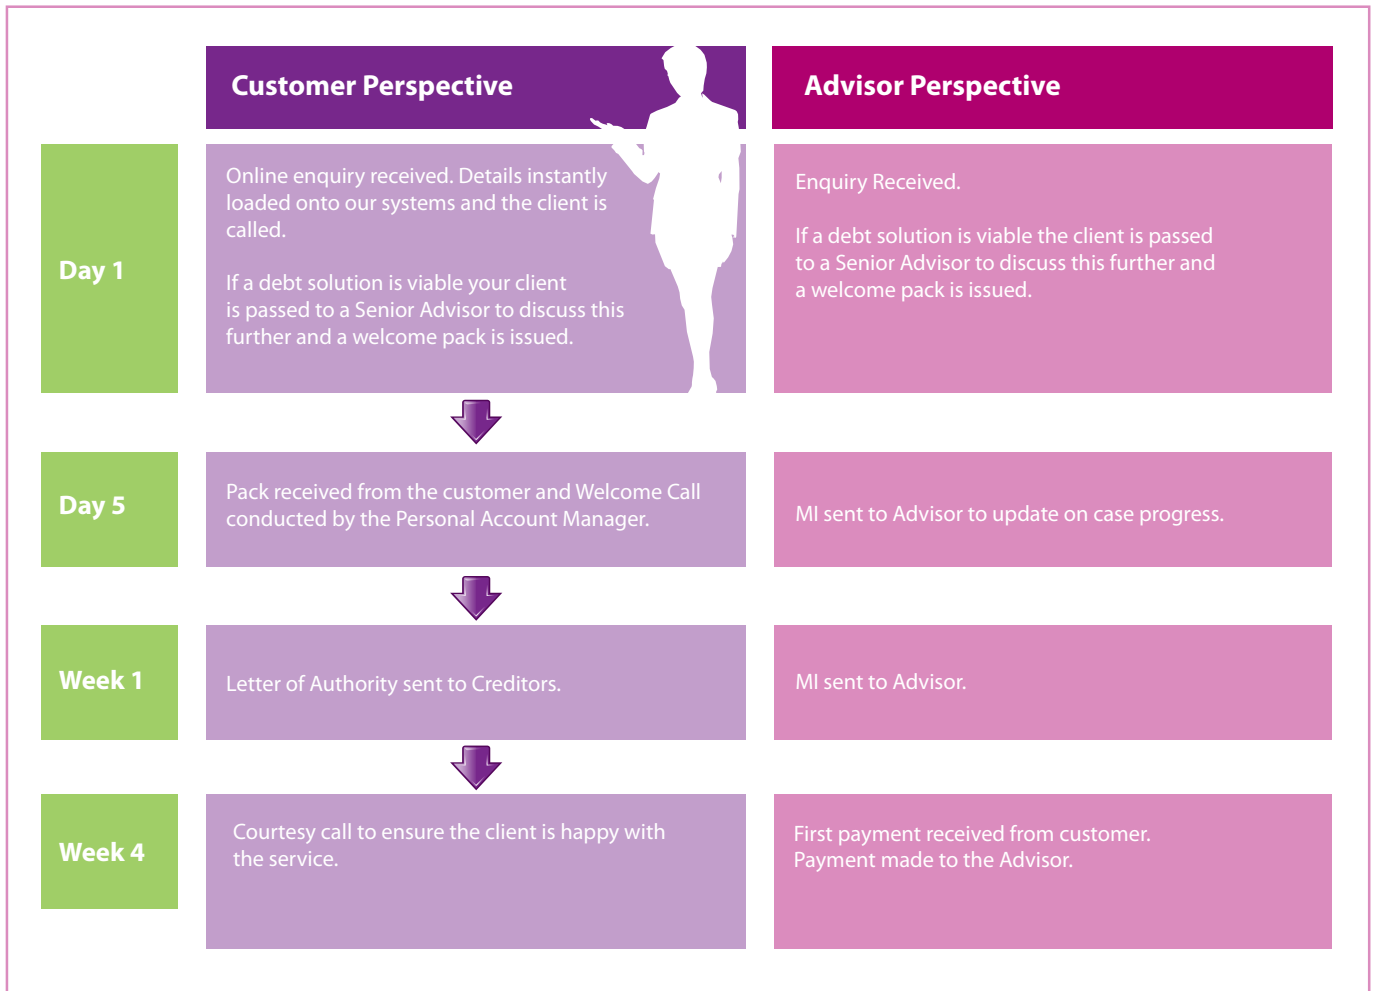 Customer Perspective
Advisor Perspective
Day 1
Online enquiry received. Details instantly
loaded onto our systems and the client is
called.
If a debt solution is viable your client
is passed to a Senior Advisor to discuss this
further and a welcome pack is issued.
Enquiry Received.
If a debt solution is viable the client is passed
to a Senior Advisor to discuss this further and
a welcome pack is issued.
Day 5
Pack received from the customer and Welcome Call
conducted by the Personal Account Manager.
MI sent to Advisor to update on case progress.
Week 1
Letter of Authority sent to Creditors.
MI sent to Advisor.
Week 4
Courtesy call to ensure the client is happy with
the service.
First payment received from customer.
Payment made to the Advisor.